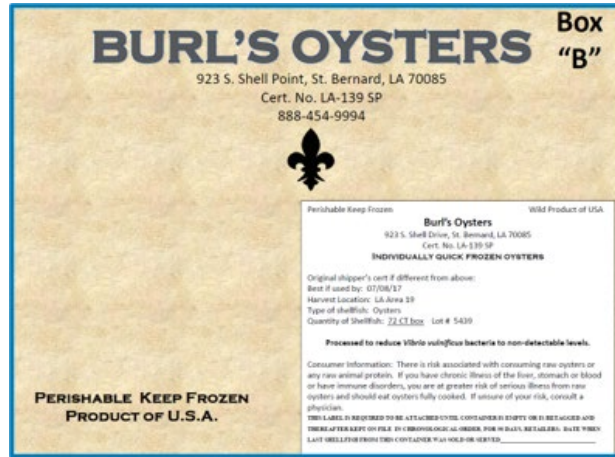 BURL'S OYSTERS
Box
"B"
923 S. Shell Point, St. Bernard, LA 70085
Cert. No. LA-139 SP
888-454-9994
Perishable Keep Frozen Wild Product of USA
Burl's Oysters
923 S. Shell Drive, St. Bernard, LA 70085
Cert. No. LA-139 SP
INDIVIDUALLY QUICK FROZEN OYSTERS
Original shipper's cert if different from above:
Best if used by: 07/08/17
Harvest Location: LA Area 19
Type of shellfish: Oysters
Quantity of Shellfish: 72 CT box Lot # 5439
Processed to reduce Vibrio vulnificus bacteria to non-detectable levels.
Consumer Information: There is risk associated with consuming raw oysters or
any raw animal protein. If you have chronic illness of the liver, stomach or blood
or have immune disorders, you are at greater risk of serious illness from raw
oysters and should eat oysters fully cooked. If unsure of your risk, consult a
physician.
THIS LABEL IS REQUIRED TO BE ATTACHED UNTIL CONTAINER IS EMPTY OR IS RETAGGED AND
THEREAFTER KEPT ON FILE IN CHRONOLOGICAL ORDER, FOR 90 DAYS. RETAILERS: DATE WHEN
LAST SHELLFISH FROM THIS CONTAINER WAS SOLD OR SERVED
PERISHABLE KEEP FROZEN
PRODUCT OF U.S.A.